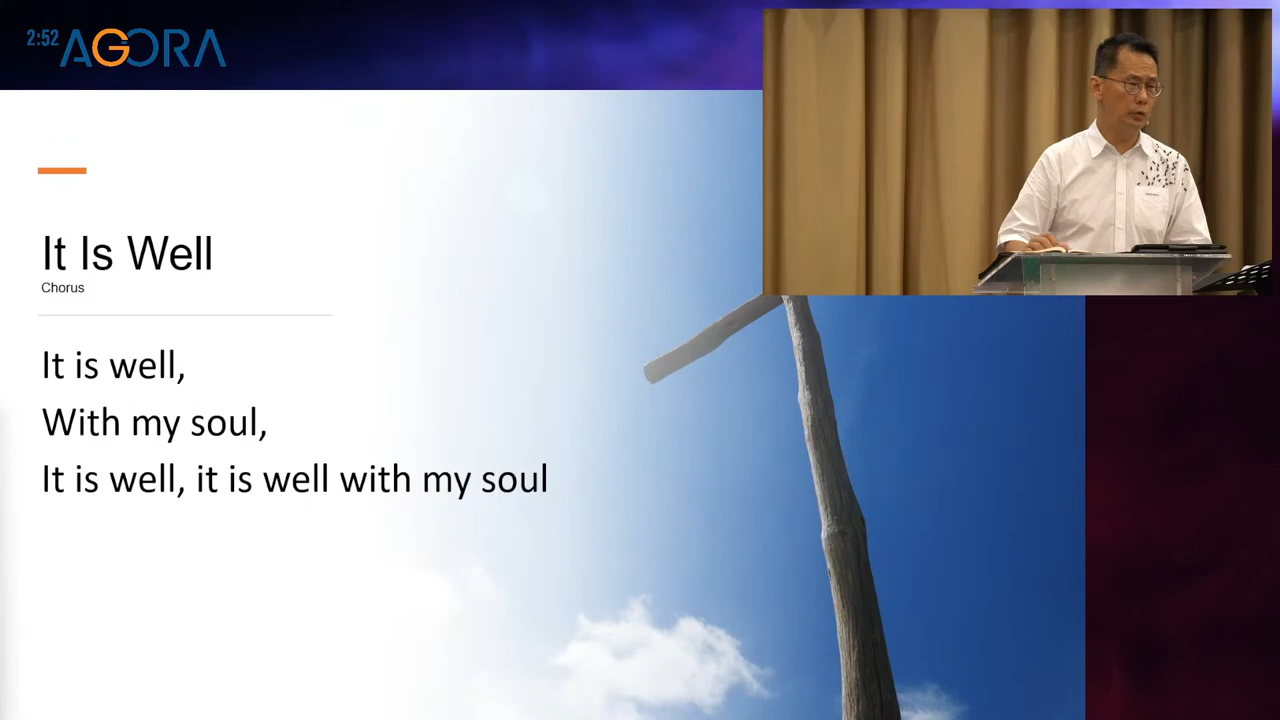 2:52 AGORA
It Is Well
Chorus
It is well,
With my soul,
It is well, it is well with my soul